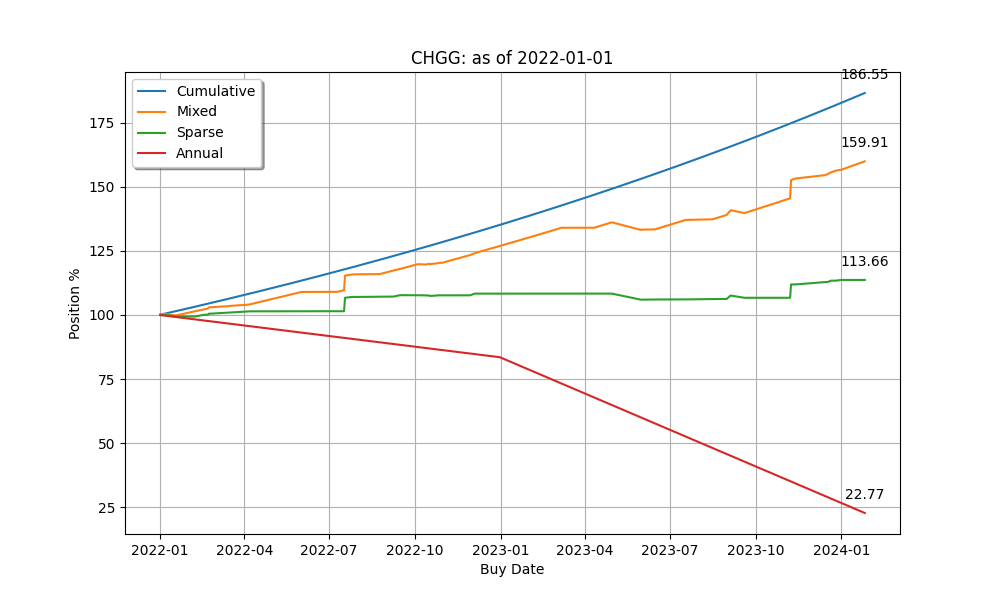 CHGG: as of 2022-01-01
Cumulative
Mixed
Sparse
Annual
186.55
159.91
113.66
22.77
Position %
175
150
125
100
75
50
25
2022-01 2022-04 2022-07 2022-10 2023-01 2023-04 2023-07 2023-10 2024-01
Buy Date